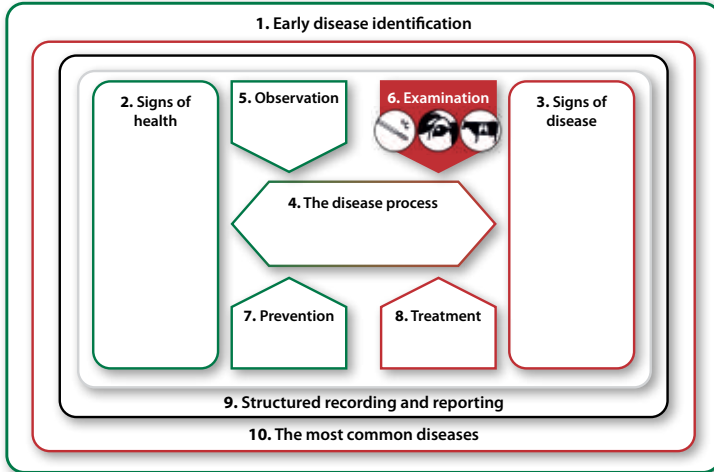 1. Early disease identification
2. Signs of
health
5. Observation
6. Examination
°C
3. Signs of
disease
4. The disease process
7. Prevention
8. Treatment
9. Structured recording and reporting
10. The most common diseases